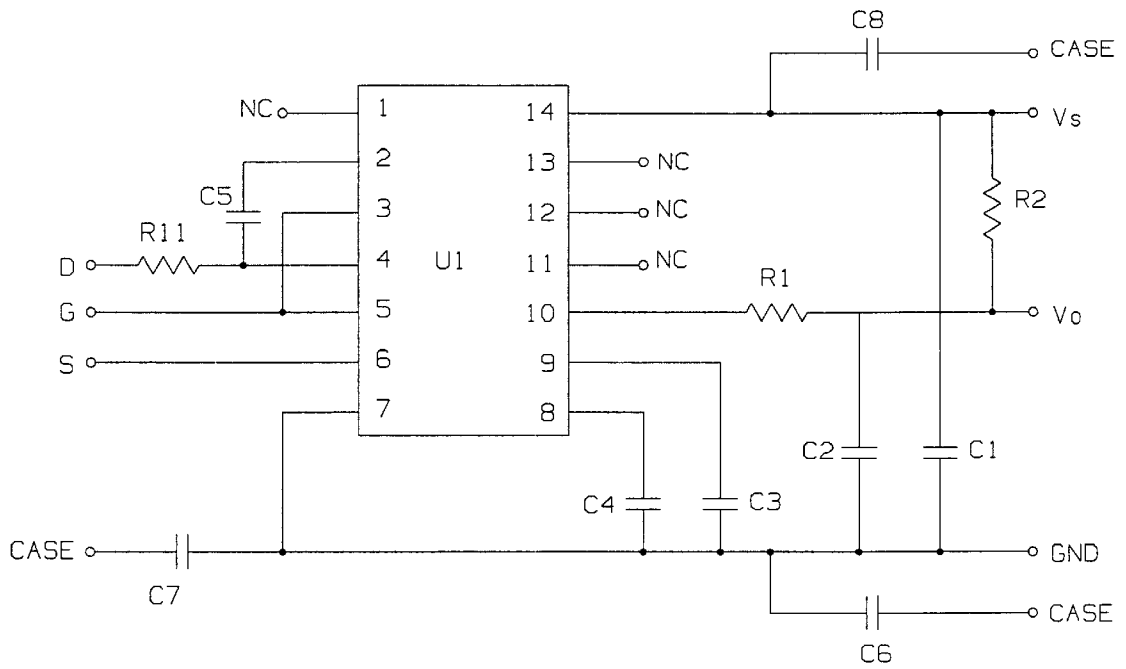 C8
CASE
NC
1
14
Vs
2
13
NC
C5
R2
3
12
NC
R11
D
4
U1
11
NC
R1
G
5
10
Vo
S
6
9
7
8
C2
C1
C4
C3
CASE
GND
C7
CASE
C6